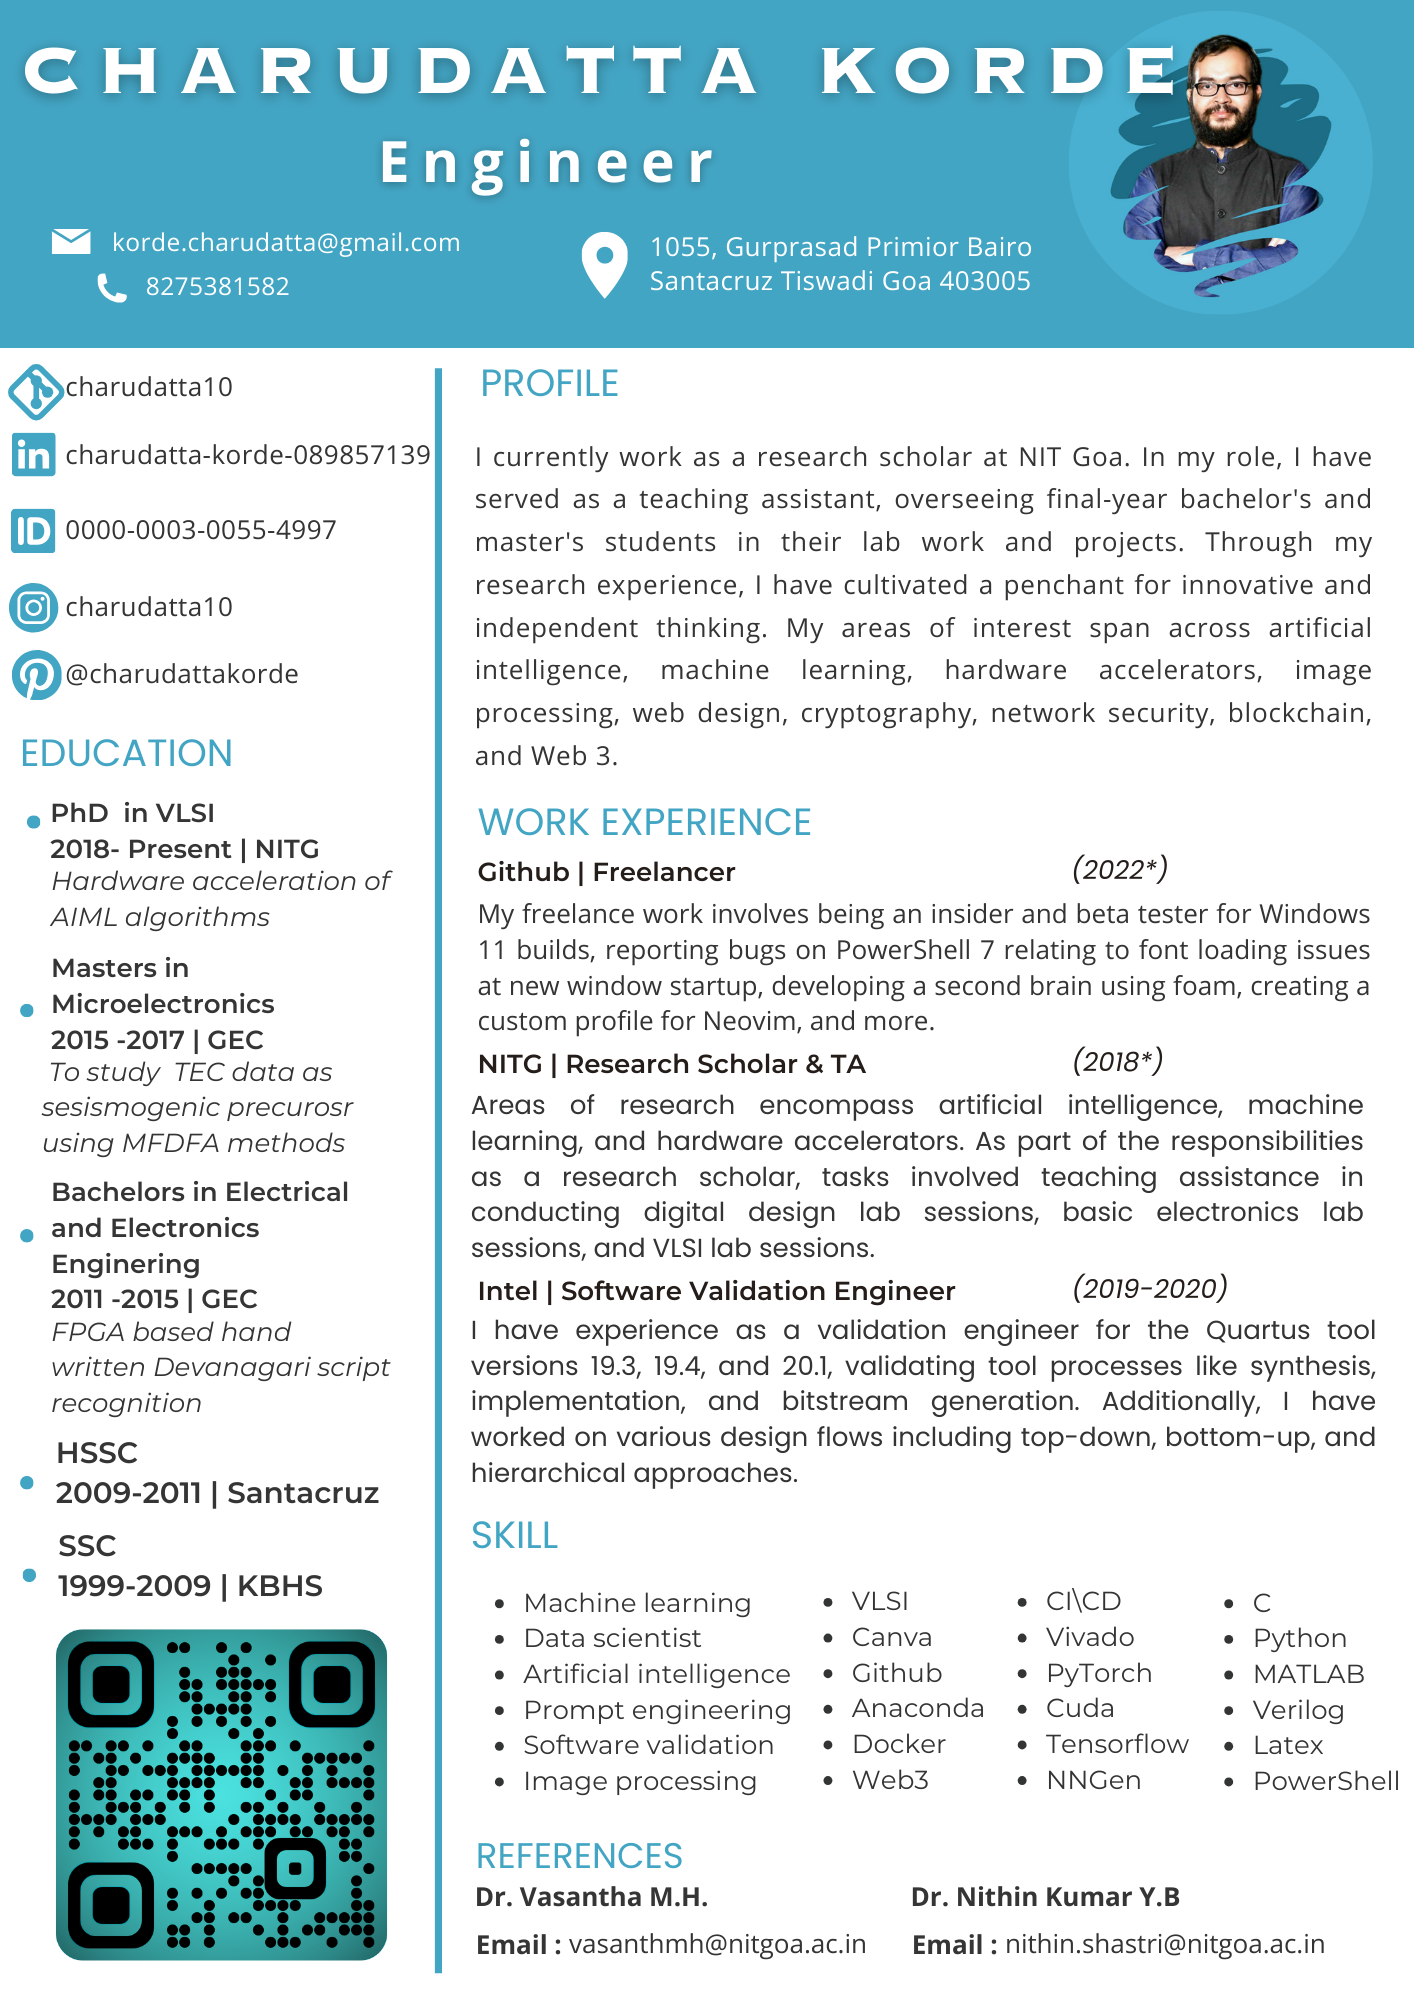 CHARUDATTA KORDE
Engineer
korde.charudatta@gmail.com
8275381582
1055, Gurprasad Primior Bairo
Santacruz Tiswadi Goa 403005
charudatta10
charudatta-korde-089857139
0000-0003-0055-4997
charudatta10
@charudattakorde
EDUCATION
PhD in VLSI
2018- Present | NITG
Hardware acceleration of
AIML algorithms
Masters in
Microelectronics
2015 -2017 | GEC
To study TEC data as
sesismogenic precurosr
using MFDFA methods
Bachelors in Electrical
and Electronics
Enginering
2011 -2015 | GEC
FPGA based hand
written Devanagari script
recognition
HSSC
2009-2011 | Santacruz
SSC
1999-2009 | KBHS
PROFILE
I currently work as a research scholar at NIT Goa. In my role, I have
served as a teaching assistant, overseeing final-year bachelor's and
master's students in their lab work and projects. Through my
research experience, I have cultivated a penchant for innovative and
independent thinking. My areas of interest span across artificial
intelligence, machine learning, hardware accelerators, image
processing, web design, cryptography, network security, blockchain,
and Web 3.
WORK EXPERIENCE
Github | Freelancer (2022*)
My freelance work involves being an insider and beta tester for Windows
11 builds, reporting bugs on PowerShell 7 relating to font loading issues
at new window startup, developing a second brain using foam, creating a
custom profile for Neovim, and more.
NITG | Research Scholar & TA (2018*)
Areas of research encompass artificial intelligence, machine
learning, and hardware accelerators. As part of the responsibilities
as a research scholar, tasks involved teaching assistance in
conducting digital design lab sessions, basic electronics lab
sessions, and VLSI lab sessions.
Intel | Software Validation Engineer (2019-2020)
I have experience as a validation engineer for the Quartus tool
versions 19.3, 19.4, and 20.1, validating tool processes like synthesis,
implementation, and bitstream generation. Additionally, I have
worked on various design flows including top-down, bottom-up, and
hierarchical approaches.
SKILL
Machine learning
Data scientist
Artificial intelligence
Prompt engineering
Software validation
Image processing
VLSI
Canva
Github
Anaconda
Docker
Web3
CI\CD
Vivado
PyTorch
Cuda
Tensorflow
NNGen
C
Python
MATLAB
Verilog
Latex
PowerShell
REFERENCES
Dr. Vasantha M.H.
Email : vasanthmh@nitgoa.ac.in
Dr. Nithin Kumar Y.B
Email : nithin.shastri@nitgoa.ac.in